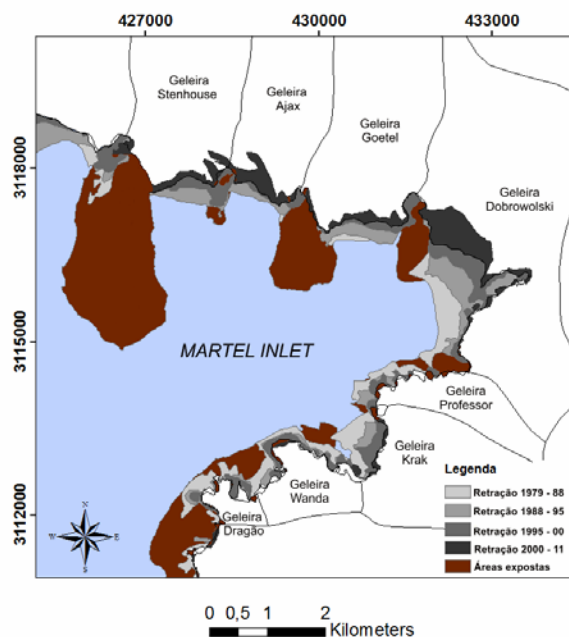 427000
430000
433000
Geleira
Stenhouse
Geleira
Ajax
Geleira
Goetel
Geleira
Dobrowolski
3118000
3115000
3112000
MARTEL INLET
Geleira
Professor
Geleira
Krak
Geleira
Wanda
Geleira
Dragão
Legenda
Retração 1979 - 88
Retração 1988 - 95
Retração 1995 - 00
Retração 2000 - 11
Áreas expostas
N
W
E
S
0 0,5 1 2
Kilometers